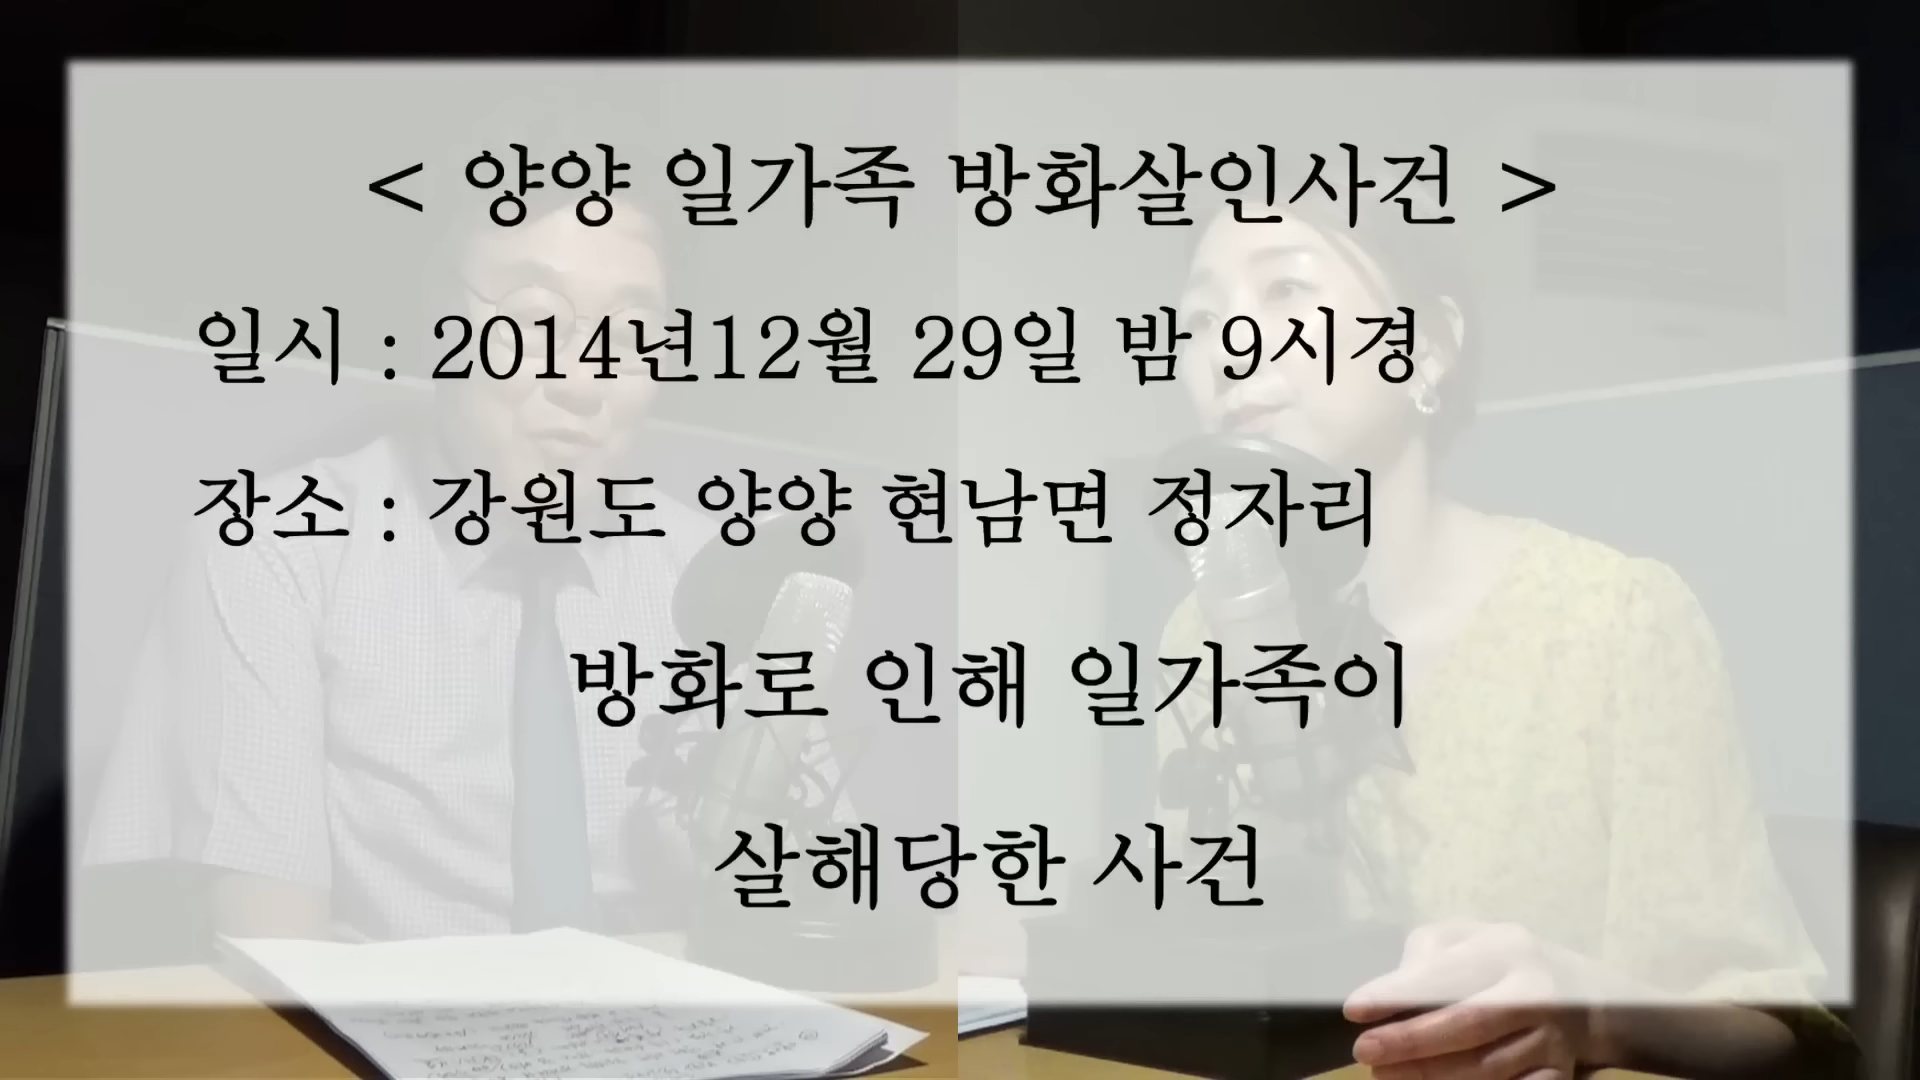 < 양양 일가족 방화살인사건 >
일시 : 2014년12월 29일 밤 9시경
장소 : 강원도 양양 현남면 정자리
방화로 인해 일가족이
살해당한 사건